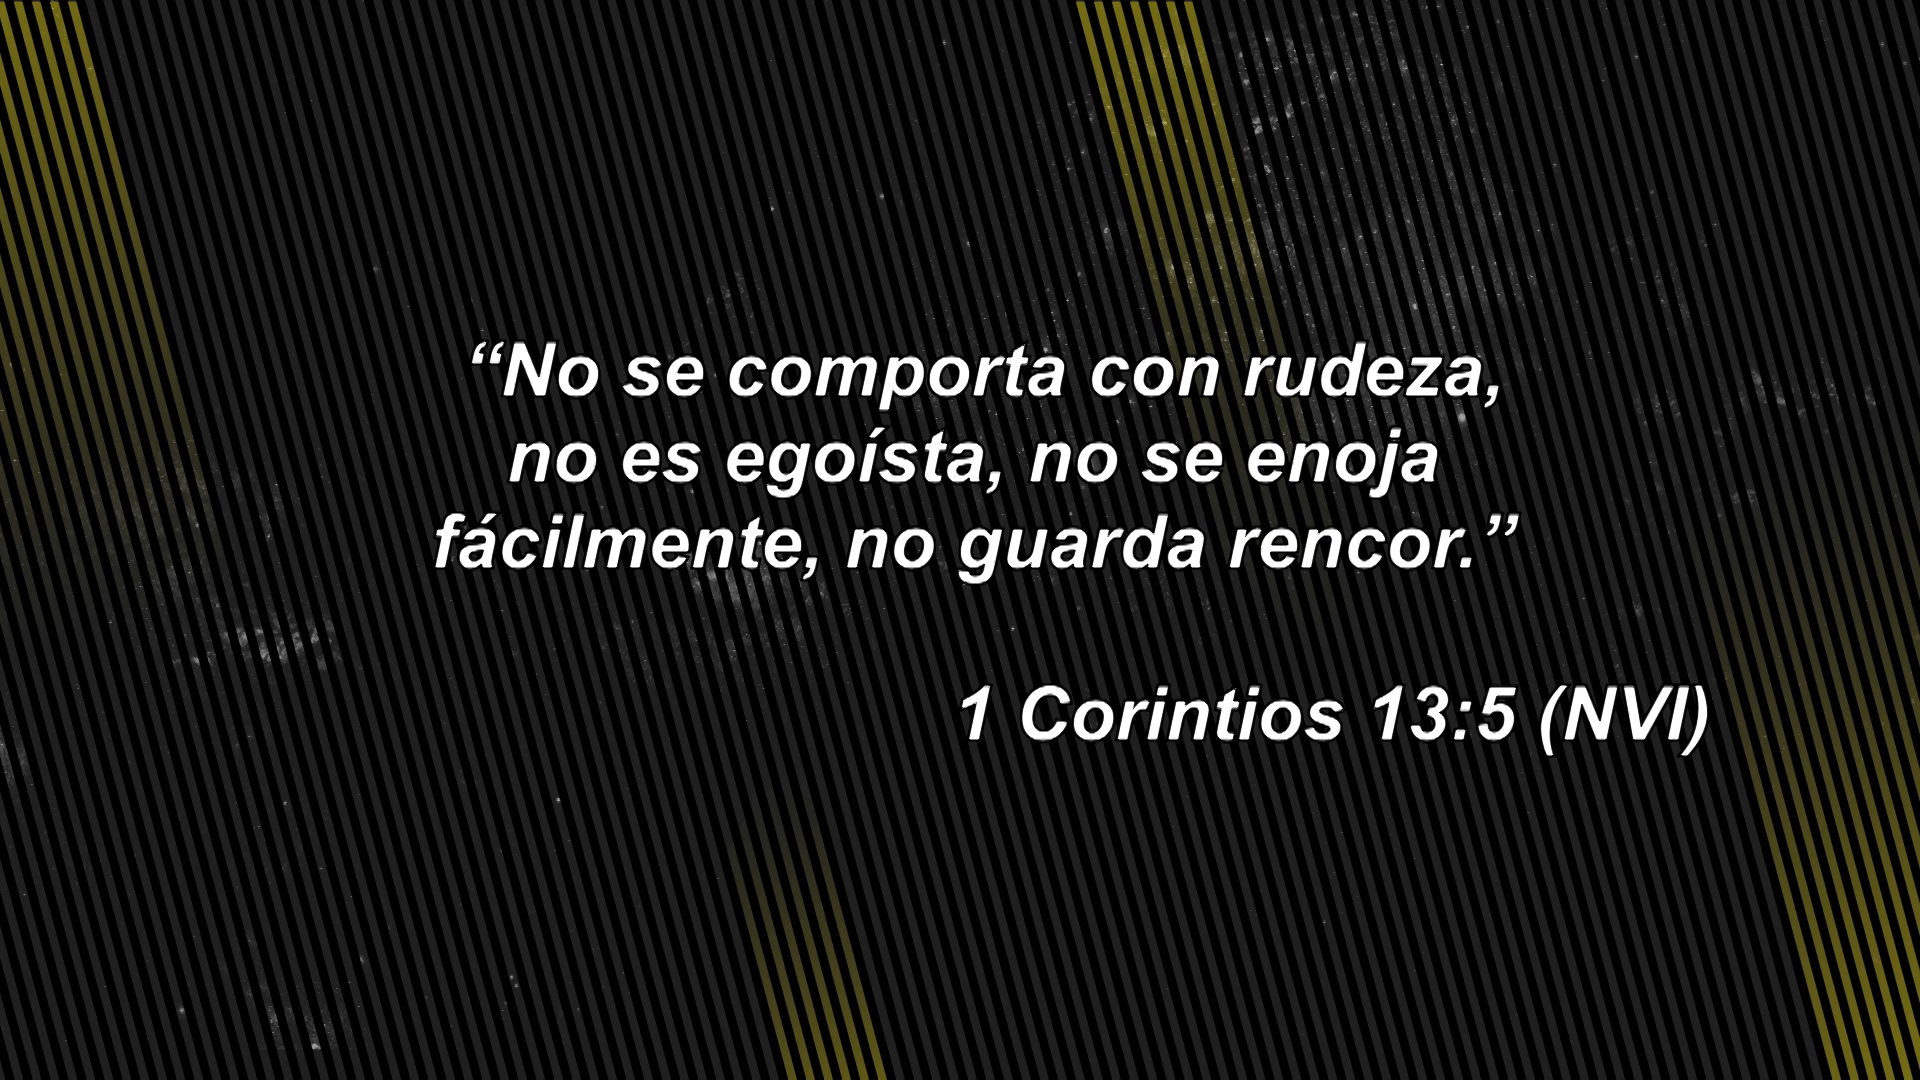 “No se comporta con rudeza,
no es egoísta, no se enoja
fácilmente, no guarda rencor.”
1 Corintios 13:5 (NVI)